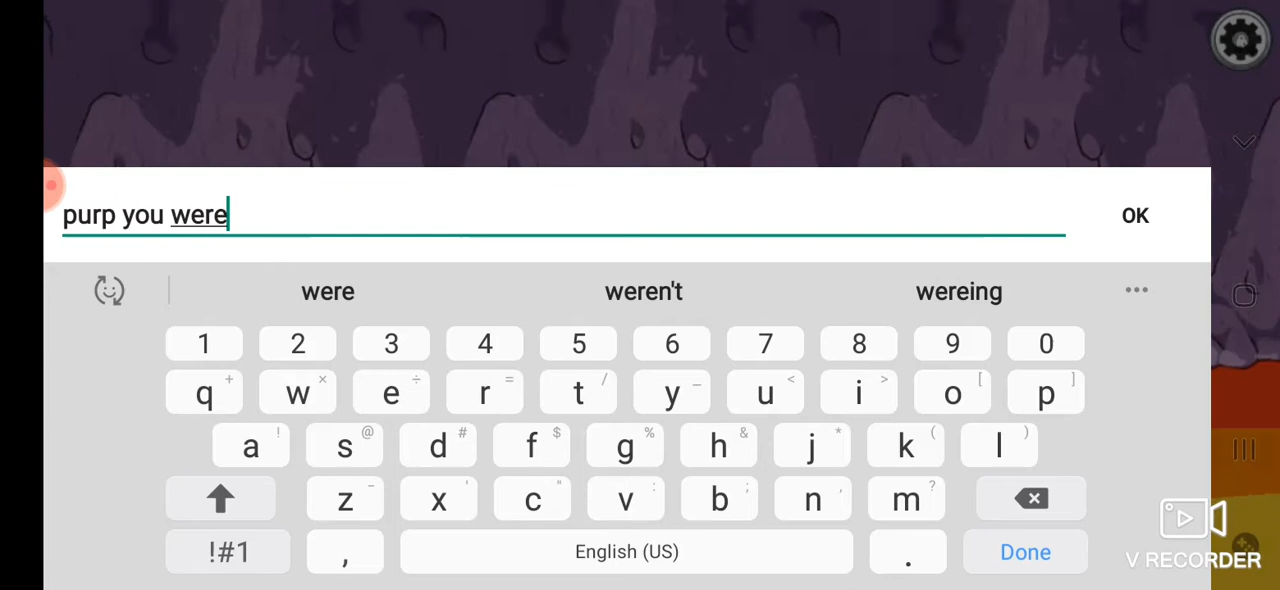 purp you were
OK
were weren't wereing
1 2 3 4 5 6 7 8 9 0
q + w × e ÷ r = t / y _ u < i > o [ p ]
a ! s @ d # f $ g % h & j * k ( l )
z - x ' c " v : b ; n , m ?
!#1 , English (US) . Done
V RECORDER